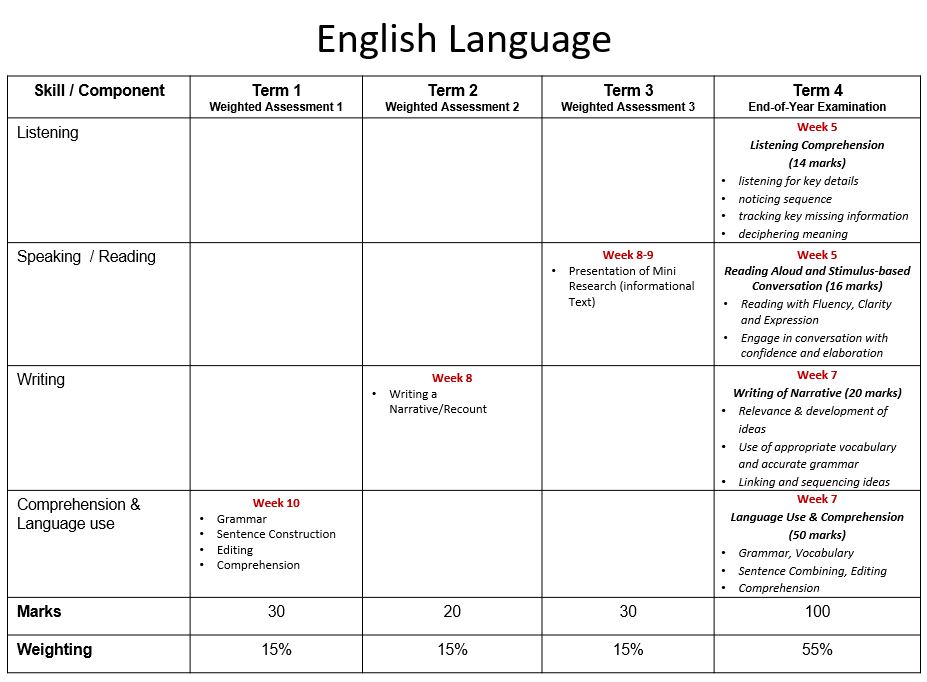 English Language
Skill / Component
Term 1
Weighted Assessment 1
Term 2
Weighted Assessment 2
Term 3
Weighted Assessment 3
Term 4
End-of-Year Examination
Listening
Week 5
Listening Comprehension
(14 marks)
• listening for key details
• noticing sequence
• tracking key missing information
• deciphering meaning
Speaking / Reading
Week 8-9
• Presentation of Mini
Research (informational
Text)
Week 5
Reading Aloud and Stimulus-based
Conversation (16 marks)
• Reading with Fluency, Clarity
and Expression
• Engage in conversation with
confidence and elaboration
Writing
Week 8
• Writing a
Narrative/Recount
Week 7
Writing of Narrative (20 marks)
• Relevance & development of
ideas
• Use of appropriate vocabulary
and accurate grammar
• Linking and sequencing ideas
Comprehension &
Language use
Week 10
• Grammar
• Sentence Construction
• Editing
• Comprehension
Week 7
Language Use & Comprehension
(50 marks)
• Grammar, Vocabulary
• Sentence Combining, Editing
• Comprehension
Marks
30
20
30
100
Weighting
15%
15%
15%
55%